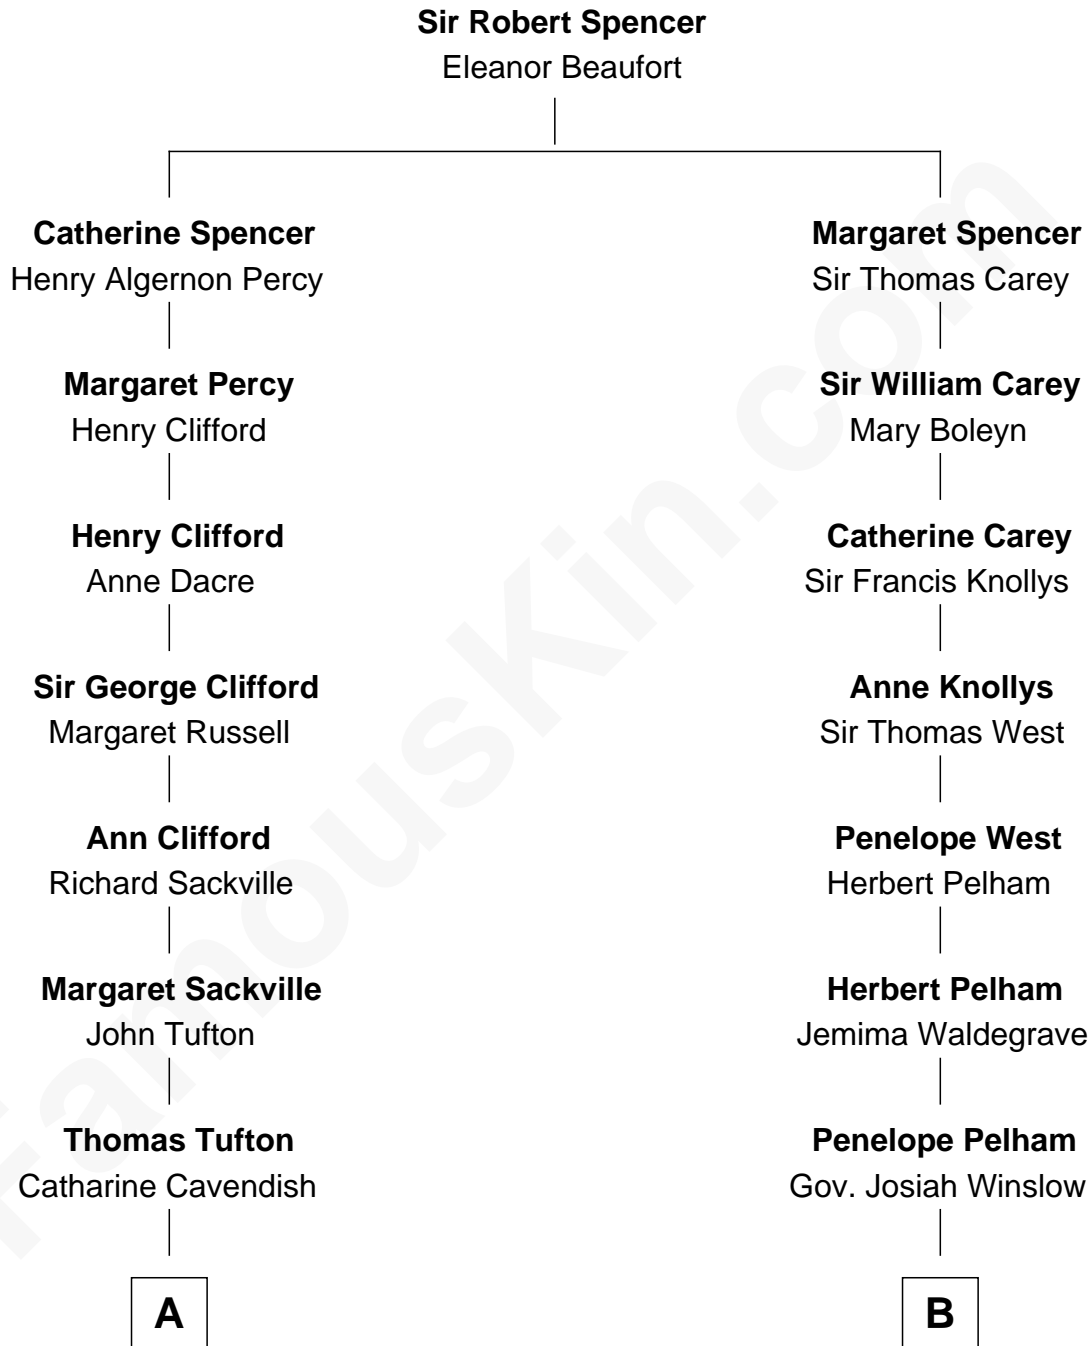 Sir Robert Spencer
Eleanor Beaufort
Catherine Spencer
Henry Algernon Percy
Margaret Spencer
Sir Thomas Carey
Margaret Percy
Henry Clifford
Sir William Carey
Mary Boleyn
Henry Clifford
Anne Dacre
Catherine Carey
Sir Francis Knollys
Sir George Clifford
Margaret Russell
Anne Knollys
Sir Thomas West
Ann Clifford
Richard Sackville
Penelope West
Herbert Pelham
Margaret Sackville
John Tufton
Herbert Pelham
Jemima Waldegrave
Thomas Tufton
Catharine Cavendish
Penelope Pelham
Gov. Josiah Winslow
A
B
FamousKin.com